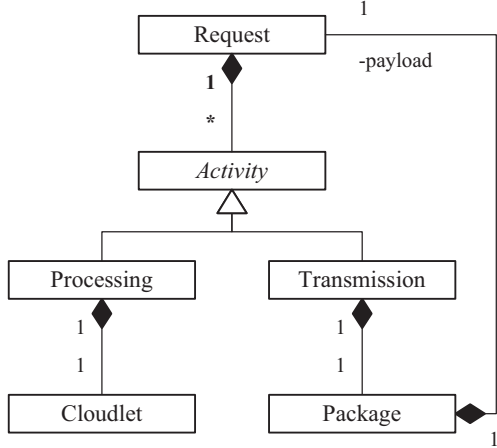 1
Request
-payload
1
*
Activity
Processing
Transmission
1
1
1
1
Cloudlet
Package
1